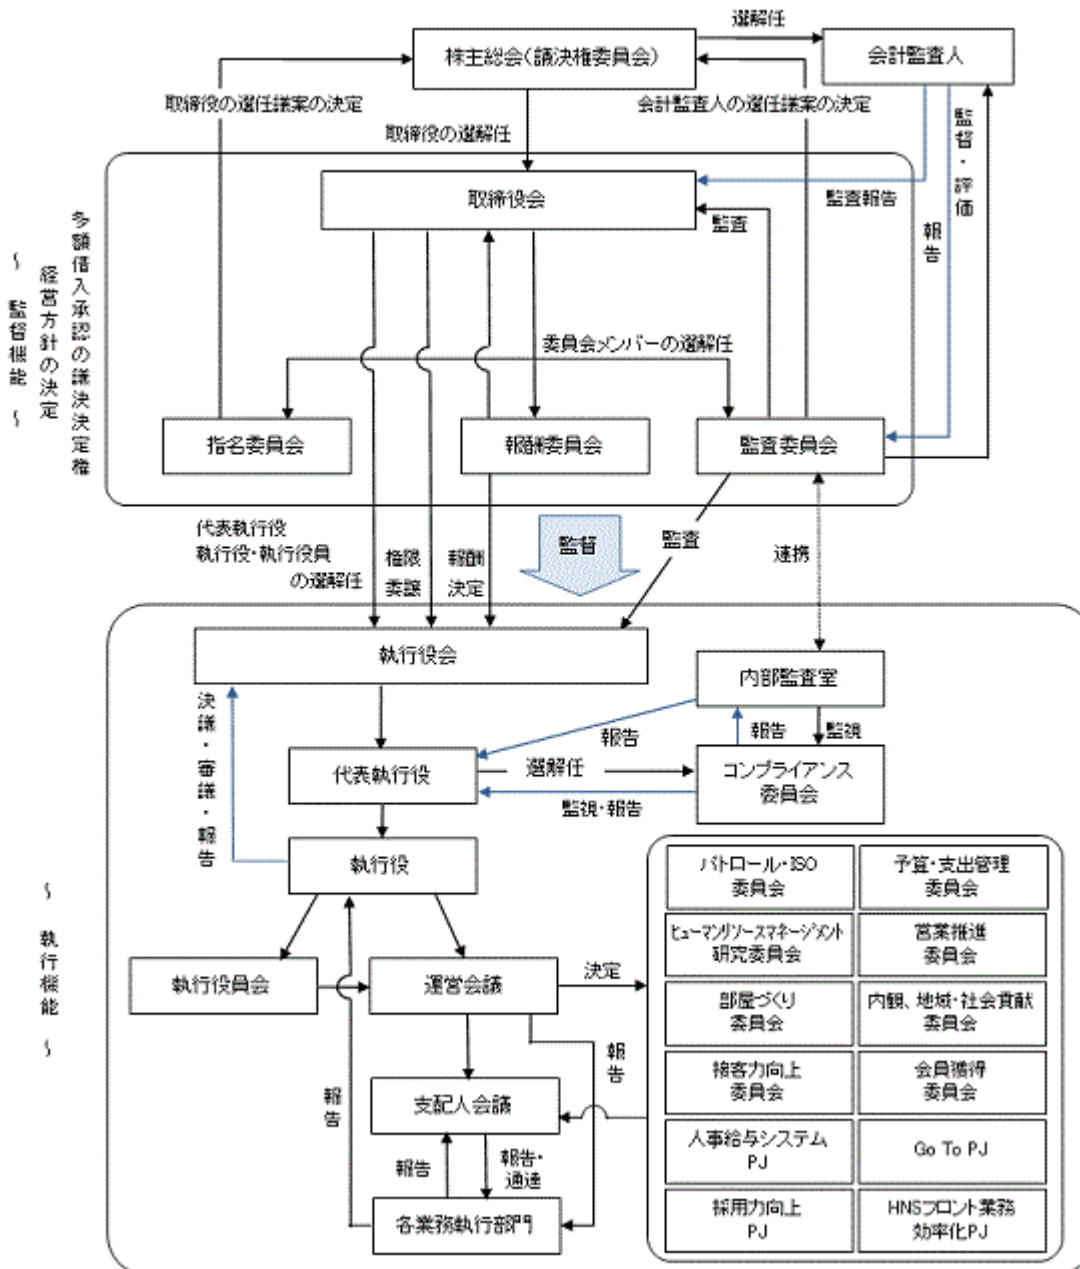 選解任
株主総会(議決権委員会)
会計監査人
取締役の選任議案の決定
会計監査人の選任議案の決定
取締役の選解任
監督・評価
取締役会
監査報告
監査
報告
多額借入承認の議決決定権
経営方針の決定
～ 監督機能 ～
委員会メンバーの選解任
指名委員会
報酬委員会
監査委員会
代表執行役
執行役・執行役員
の選解任
権限
委譲
報酬
決定
監督
監査
連携
執行役会
内部監査室
決議・審議・報告
報告
報告
監視
代表執行役
選解任
コンプライアンス
委員会
監視・報告
執行役
パトロール・ISO
委員会
予算・支出管理
委員会
～ 執行機能 ～
ヒューマンリソースマネージメント
研究委員会
営業推進
委員会
執行役員会
運営会議
決定
部屋づくり
委員会
内観、地域・社会貢献
委員会
報告
報告
接客力向上
委員会
会員獲得
委員会
支配人会議
人事給与システム
PJ
Go To PJ
報告
報告・
通達
採用力向上
PJ
HNSフロント業務
効率化PJ
各業務執行部門